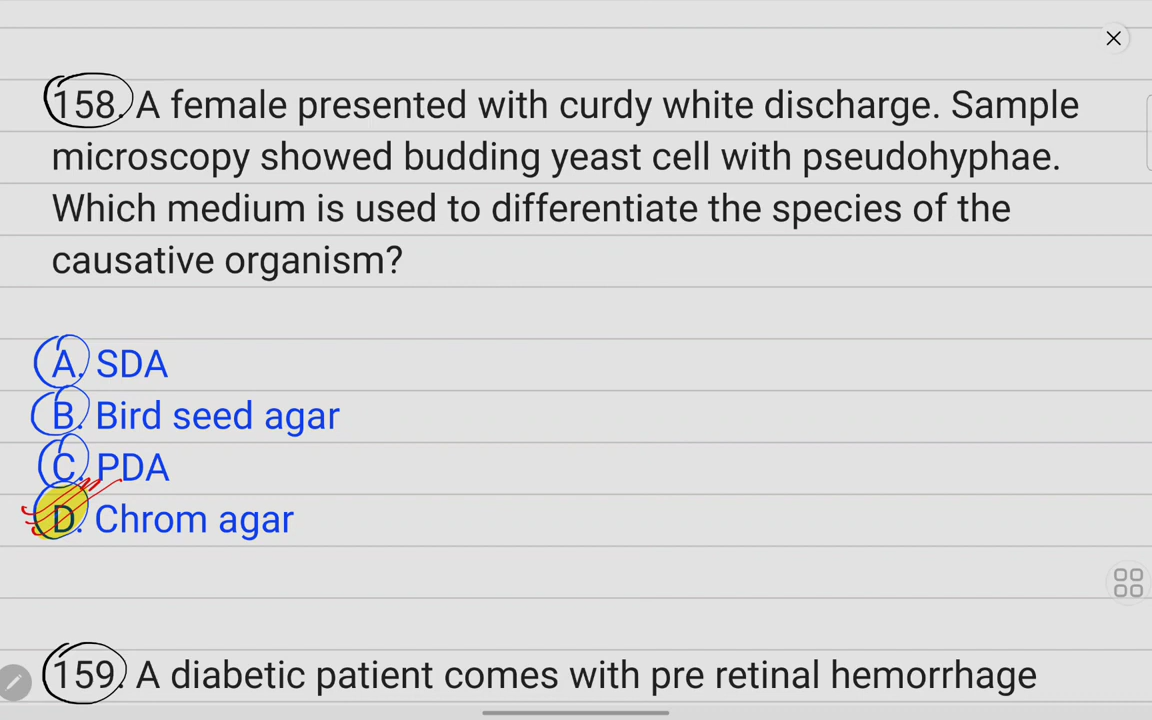 158. A female presented with curdy white discharge. Sample
microscopy showed budding yeast cell with pseudohyphae.
Which medium is used to differentiate the species of the
causative organism?
A. SDA
B. Bird seed agar
C. PDA
D. Chrom agar
159. A diabetic patient comes with pre retinal hemorrhage